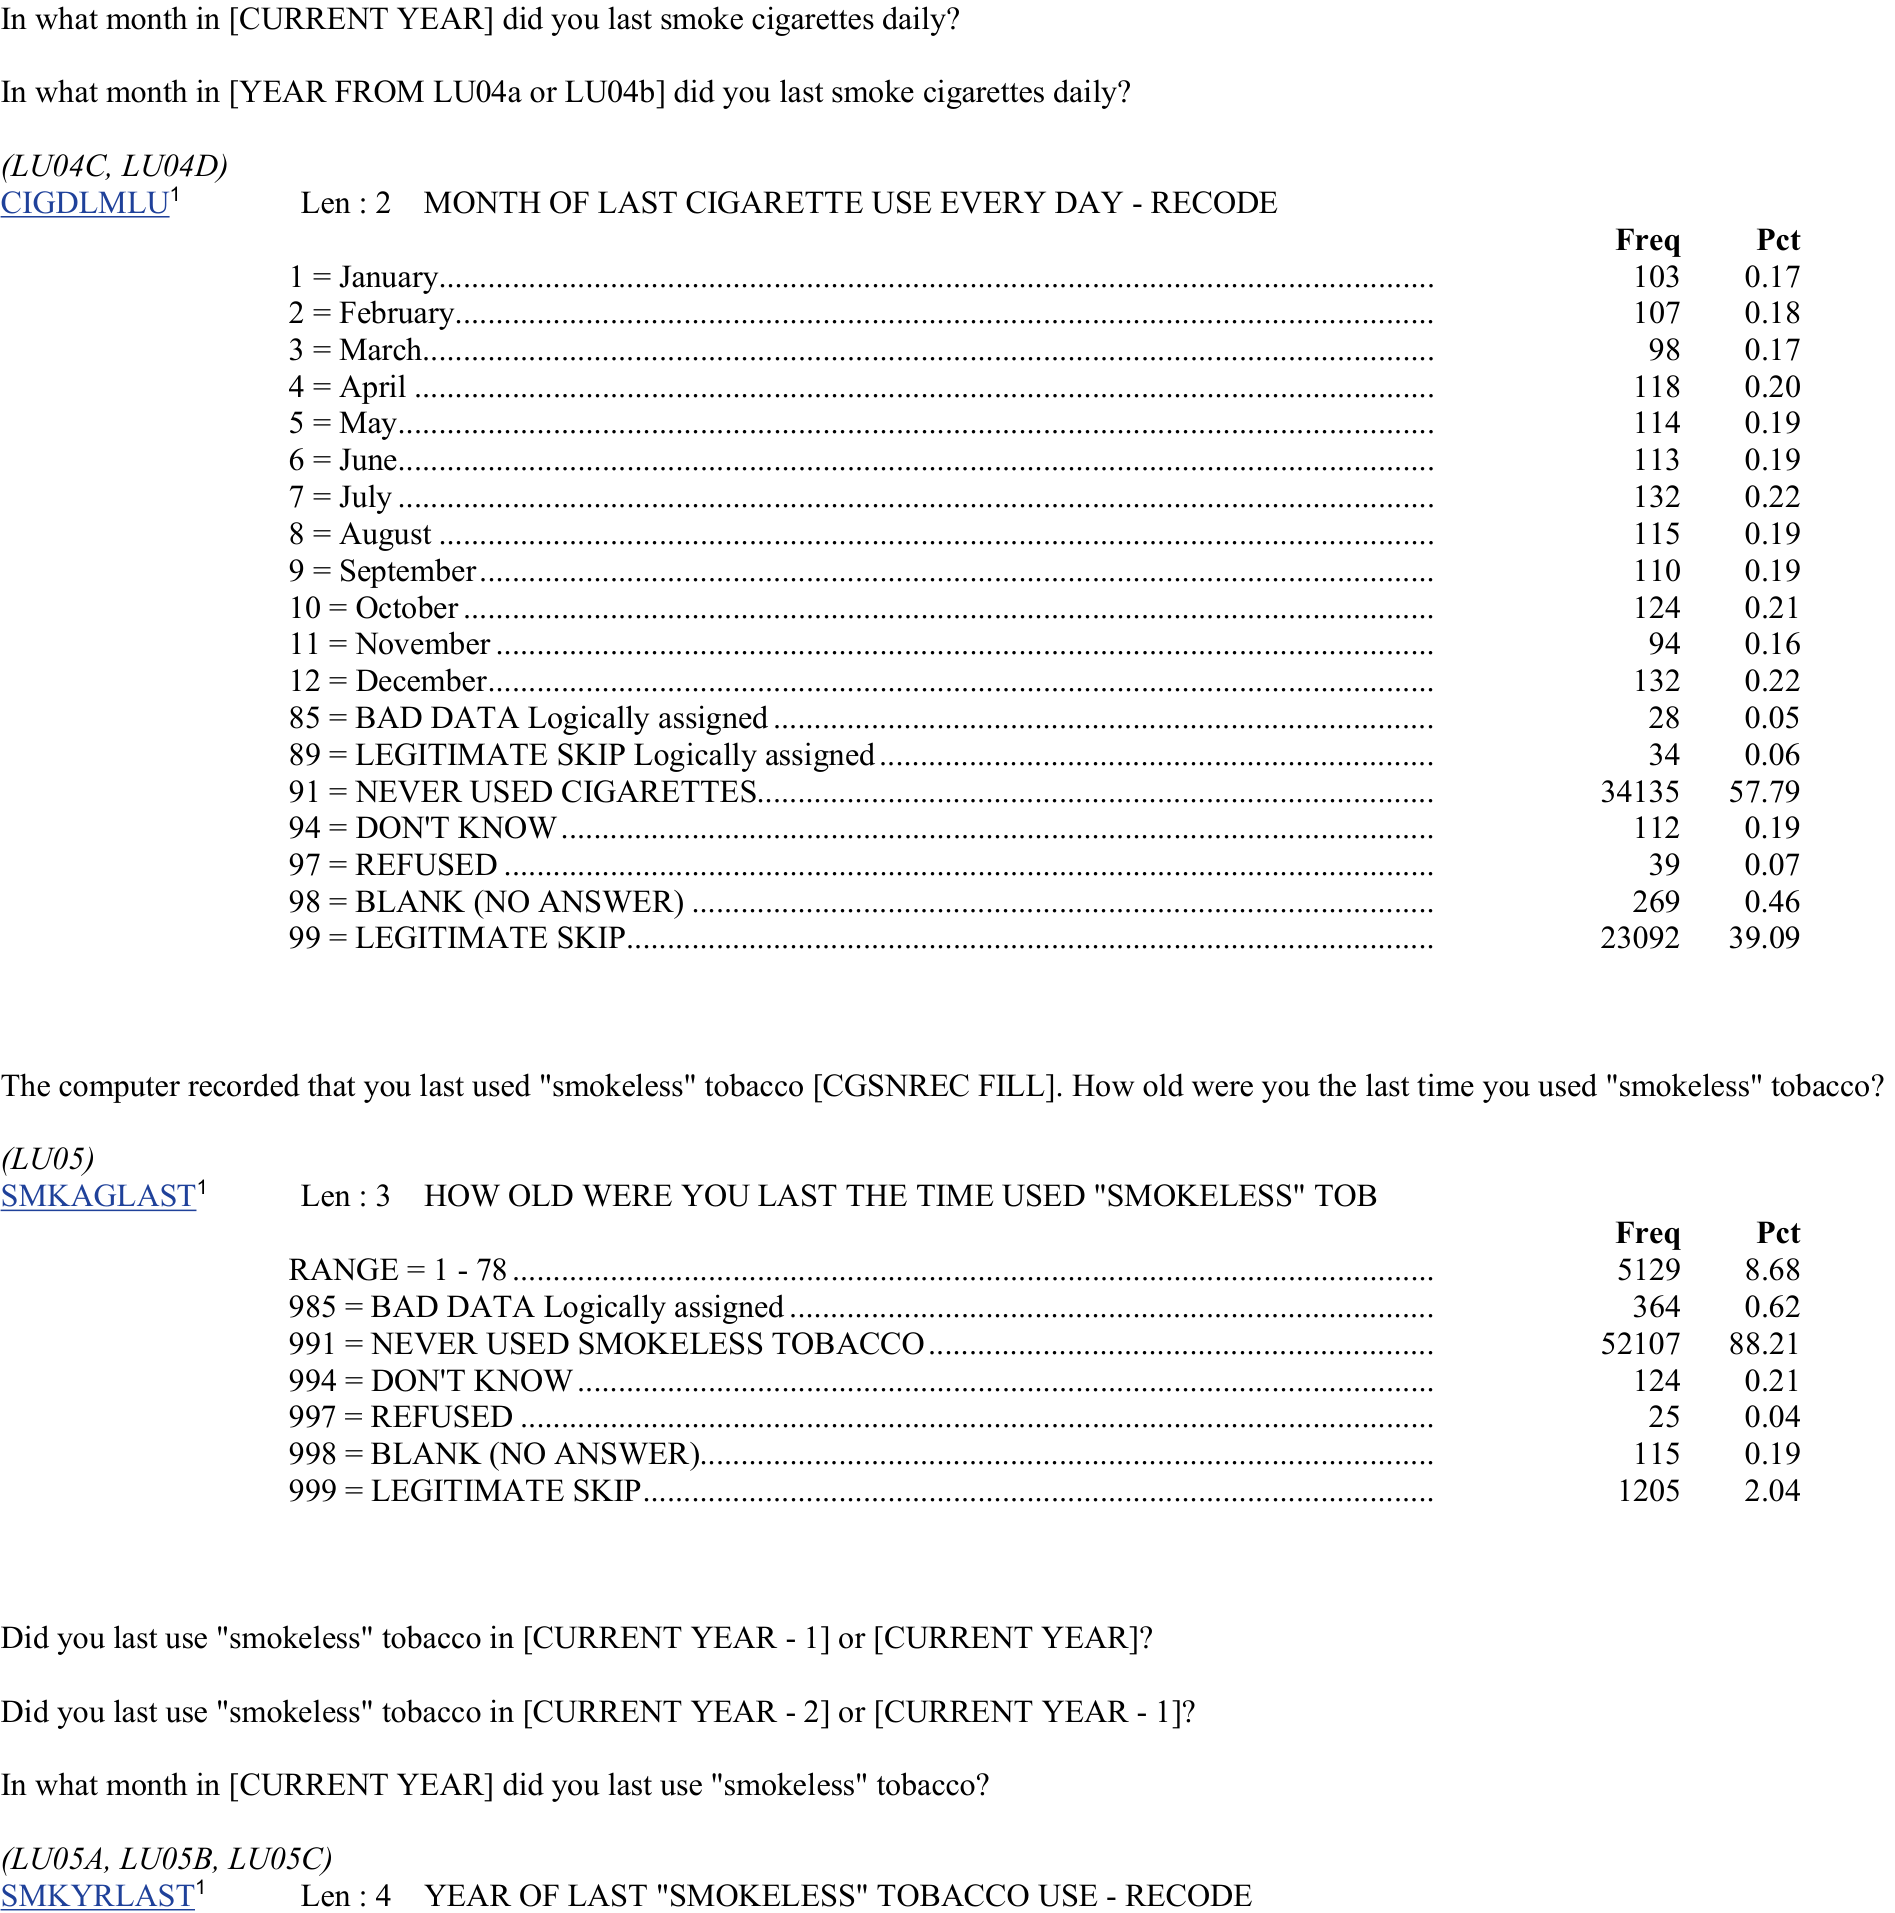 In what month in [CURRENT YEAR] did you last smoke cigarettes daily?
In what month in [YEAR FROM LU04a or LU04b] did you last smoke cigarettes daily?
(LU04C, LU04D)
CIGDLMLU1 Len : 2 MONTH OF LAST CIGARETTE USE EVERY DAY - RECODE
Freq Pct
1 = January 103 0.17
2 = February 107 0.18
3 = March 98 0.17
4 = April 118 0.20
5 = May 114 0.19
6 = June 113 0.19
7 = July 132 0.22
8 = August 115 0.19
9 = September 110 0.19
10 = October 124 0.21
11 = November 94 0.16
12 = December 132 0.22
85 = BAD DATA Logically assigned 28 0.05
89 = LEGITIMATE SKIP Logically assigned 34 0.06
91 = NEVER USED CIGARETTES 34135 57.79
94 = DON'T KNOW 112 0.19
97 = REFUSED 39 0.07
98 = BLANK (NO ANSWER) 269 0.46
99 = LEGITIMATE SKIP 23092 39.09
The computer recorded that you last used "smokeless" tobacco [CGSNREC FILL]. How old were you the last time you used "smokeless" tobacco?
(LU05)
SMKAGLAST1 Len : 3 HOW OLD WERE YOU LAST THE TIME USED "SMOKELESS" TOB
Freq Pct
RANGE = 1 - 78 5129 8.68
985 = BAD DATA Logically assigned 364 0.62
991 = NEVER USED SMOKELESS TOBACCO 52107 88.21
994 = DON'T KNOW 124 0.21
997 = REFUSED 25 0.04
998 = BLANK (NO ANSWER) 115 0.19
999 = LEGITIMATE SKIP 1205 2.04
Did you last use "smokeless" tobacco in [CURRENT YEAR - 1] or [CURRENT YEAR]?
Did you last use "smokeless" tobacco in [CURRENT YEAR - 2] or [CURRENT YEAR - 1]?
In what month in [CURRENT YEAR] did you last use "smokeless" tobacco?
(LU05A, LU05B, LU05C)
SMKYRLAST1 Len : 4 YEAR OF LAST "SMOKELESS" TOBACCO USE - RECODE